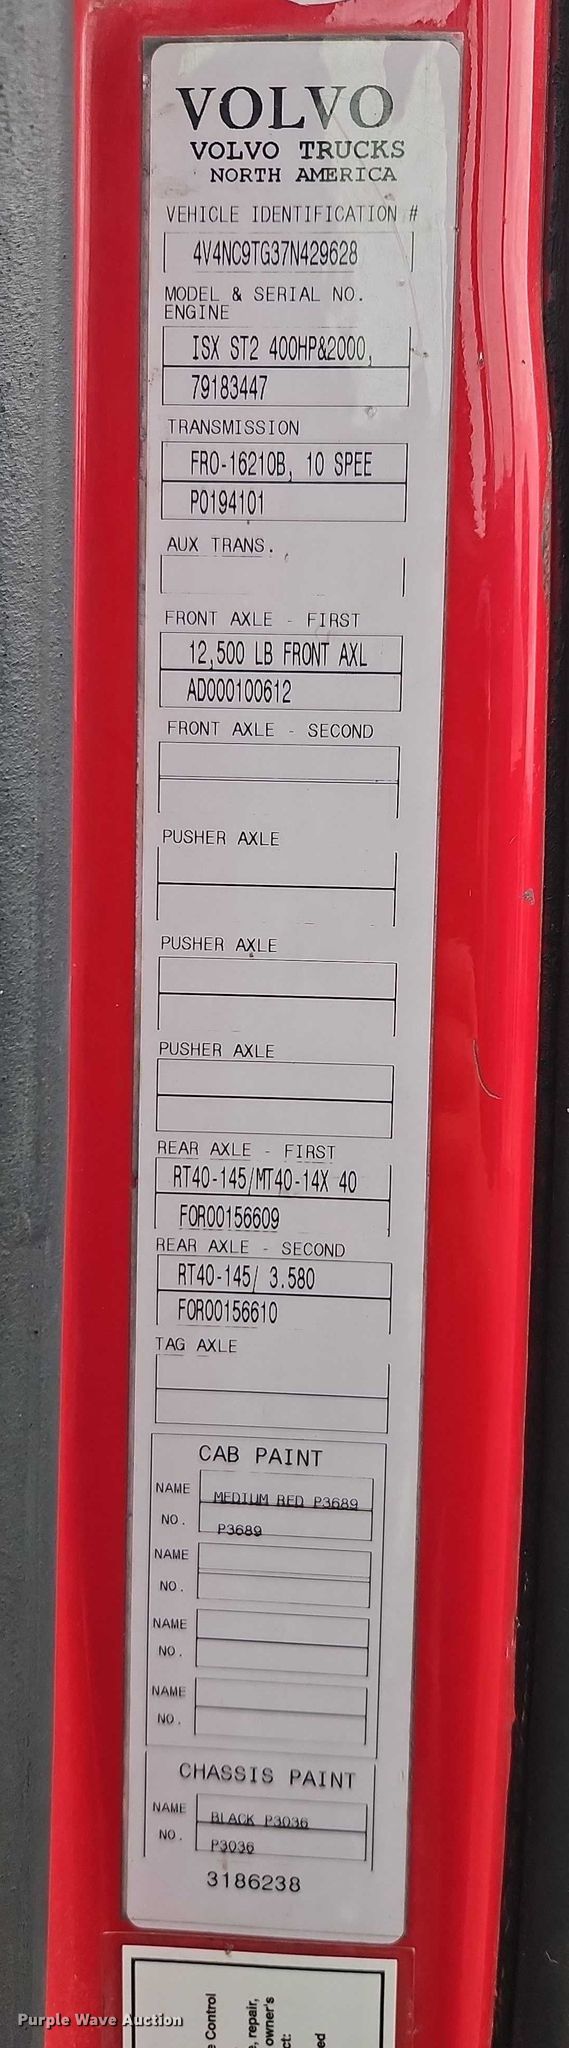 VOLVO
VOLVO TRUCKS
NORTH AMERICA
VEHICLE IDENTIFICATION #
4V4NC9TG37N429628
MODEL & SERIAL NO.
ENGINE
ISX ST2 400HP&2000,
79183447
TRANSMISSION
FRO-16210B, 10 SPEE
P0194101
AUX TRANS.
FRONT AXLE - FIRST
12,500 LB FRONT AXL
AD000100612
FRONT AXLE - SECOND
PUSHER AXLE
PUSHER AXLE
PUSHER AXLE
REAR AXLE - FIRST
RT40-145/MT40-14X 40
FOR00156609
REAR AXLE - SECOND
RT40-145/ 3.580
FOR00156610
TAG AXLE
CAB PAINT
NAME MEDIUM RED P3689
NO. P3689
NAME
NO.
NAME
NO.
NAME
NO.
CHASSIS PAINT
NAME BLACK P3036
NO. P3036
3186238
Control
repair,
owner's
Purple Wave Auction